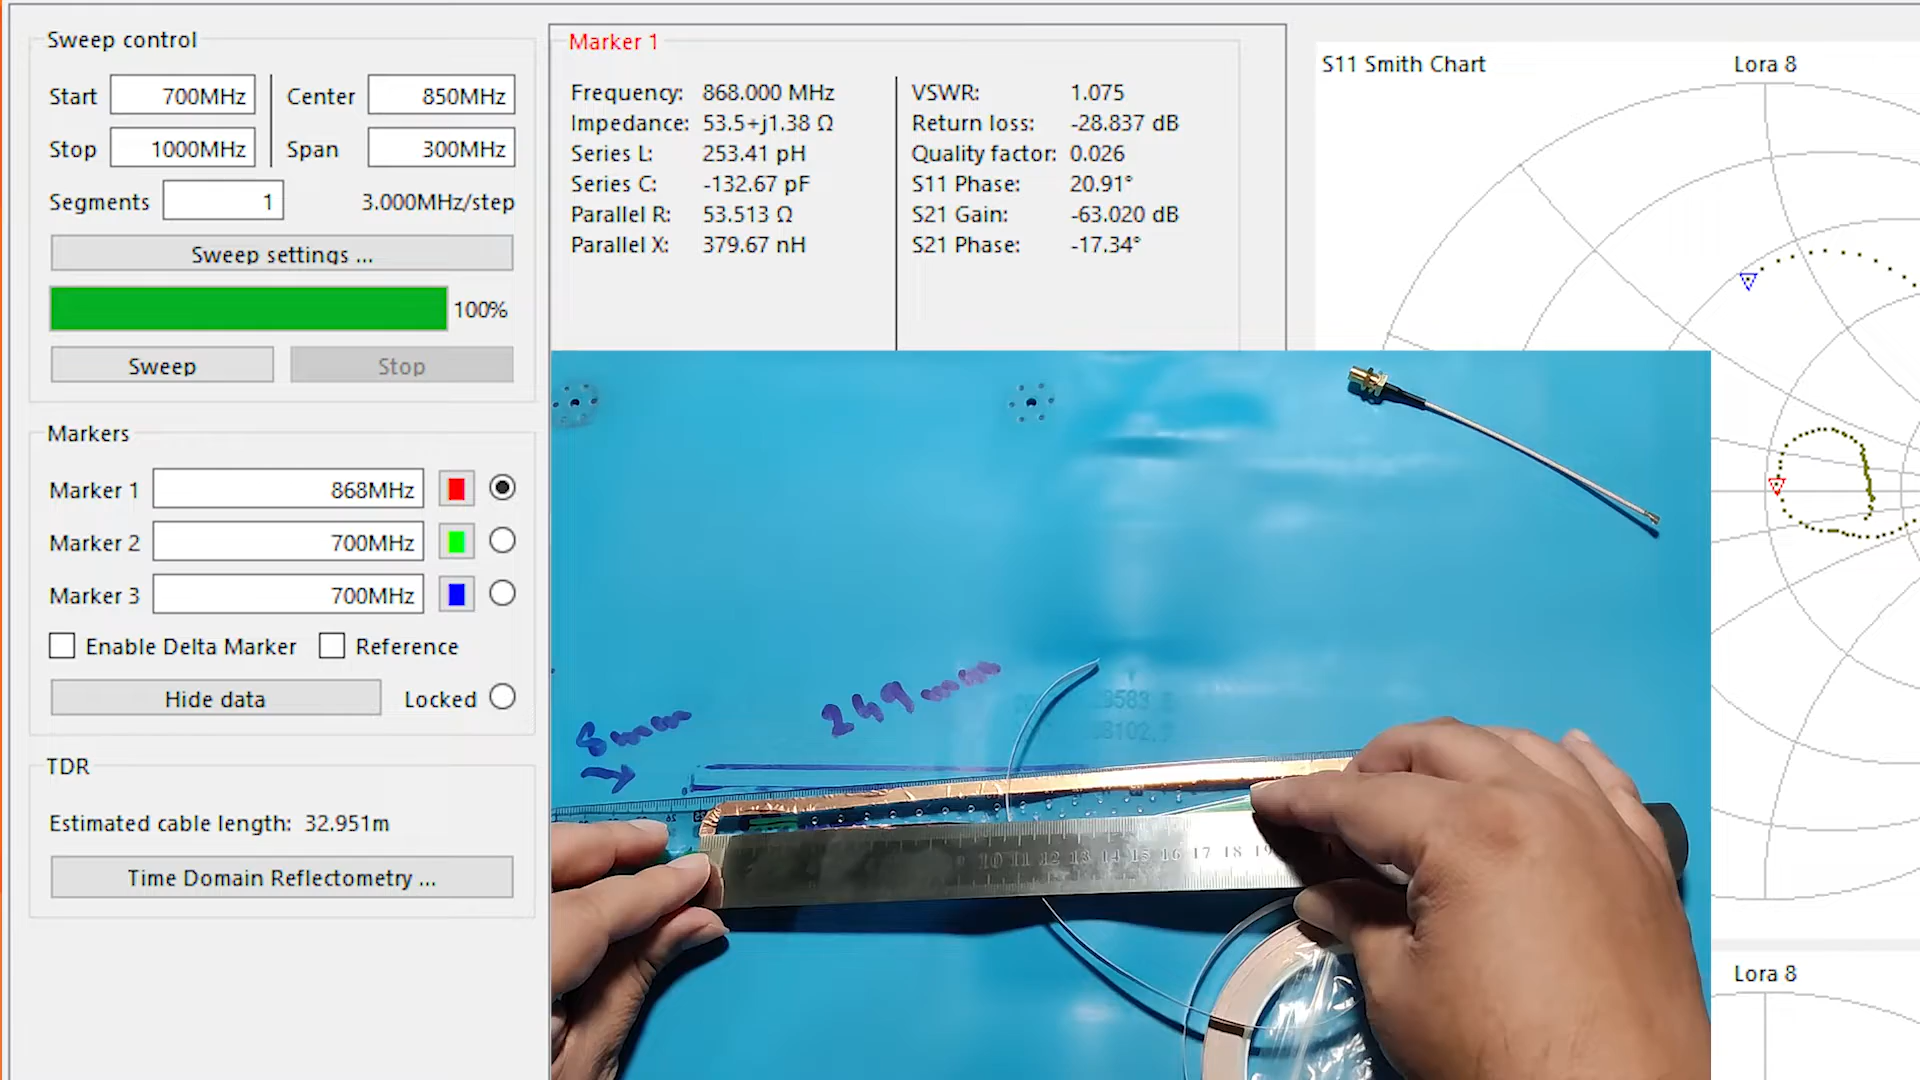 Sweep control
Start 700MHz Center 850MHz
Stop 1000MHz Span 300MHz
Segments 1 3.000MHz/step
Sweep settings ...
100%
Sweep Stop
Markers
Marker 1 868MHz
Marker 2 700MHz
Marker 3 700MHz
Enable Delta Marker Reference
Hide data Locked
TDR
Estimated cable length: 32.951m
Time Domain Reflectometry ...
Marker 1
Frequency: 868.000 MHz
Impedance: 53.5+j1.38 Ω
Series L: 253.41 pH
Series C: -132.67 pF
Parallel R: 53.513 Ω
Parallel X: 379.67 nH
VSWR: 1.075
Return loss: -28.837 dB
Quality factor: 0.026
S11 Phase: 20.91°
S21 Gain: -63.020 dB
S21 Phase: -17.34°
S11 Smith Chart Lora 8
8mm
249mm
10 11 12 13 14 15 16 17 18 19
Lora 8